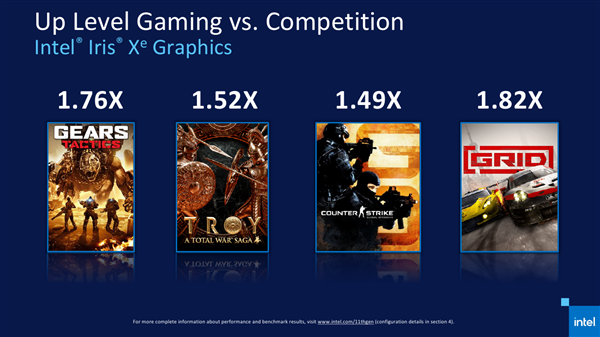 Up Level Gaming vs. Competition
Intel® Iris® Xe Graphics
1.76X 1.52X 1.49X 1.82X
GEARS
TACTICS
TROY
A TOTAL WAR SAGA
COUNTER STRIKE
GRID
For more complete information about performance and benchmark results, visit www.intel.com/11thgen (configuration details in section 4).
intel